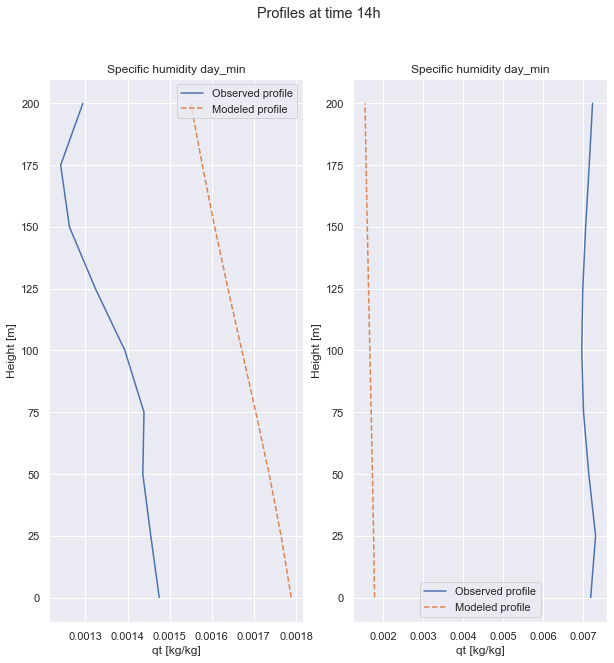 Profiles at time 14h
Specific humidity day_min
Observed profile
Modeled profile
200
175
150
125
100
75
50
25
0
Height [m]
0.0013 0.0014 0.0015 0.0016 0.0017 0.0018
qt [kg/kg]
Specific humidity day_min
200
175
150
125
100
75
50
25
0
Height [m]
Observed profile
Modeled profile
0.002 0.003 0.004 0.005 0.006 0.007
qt [kg/kg]